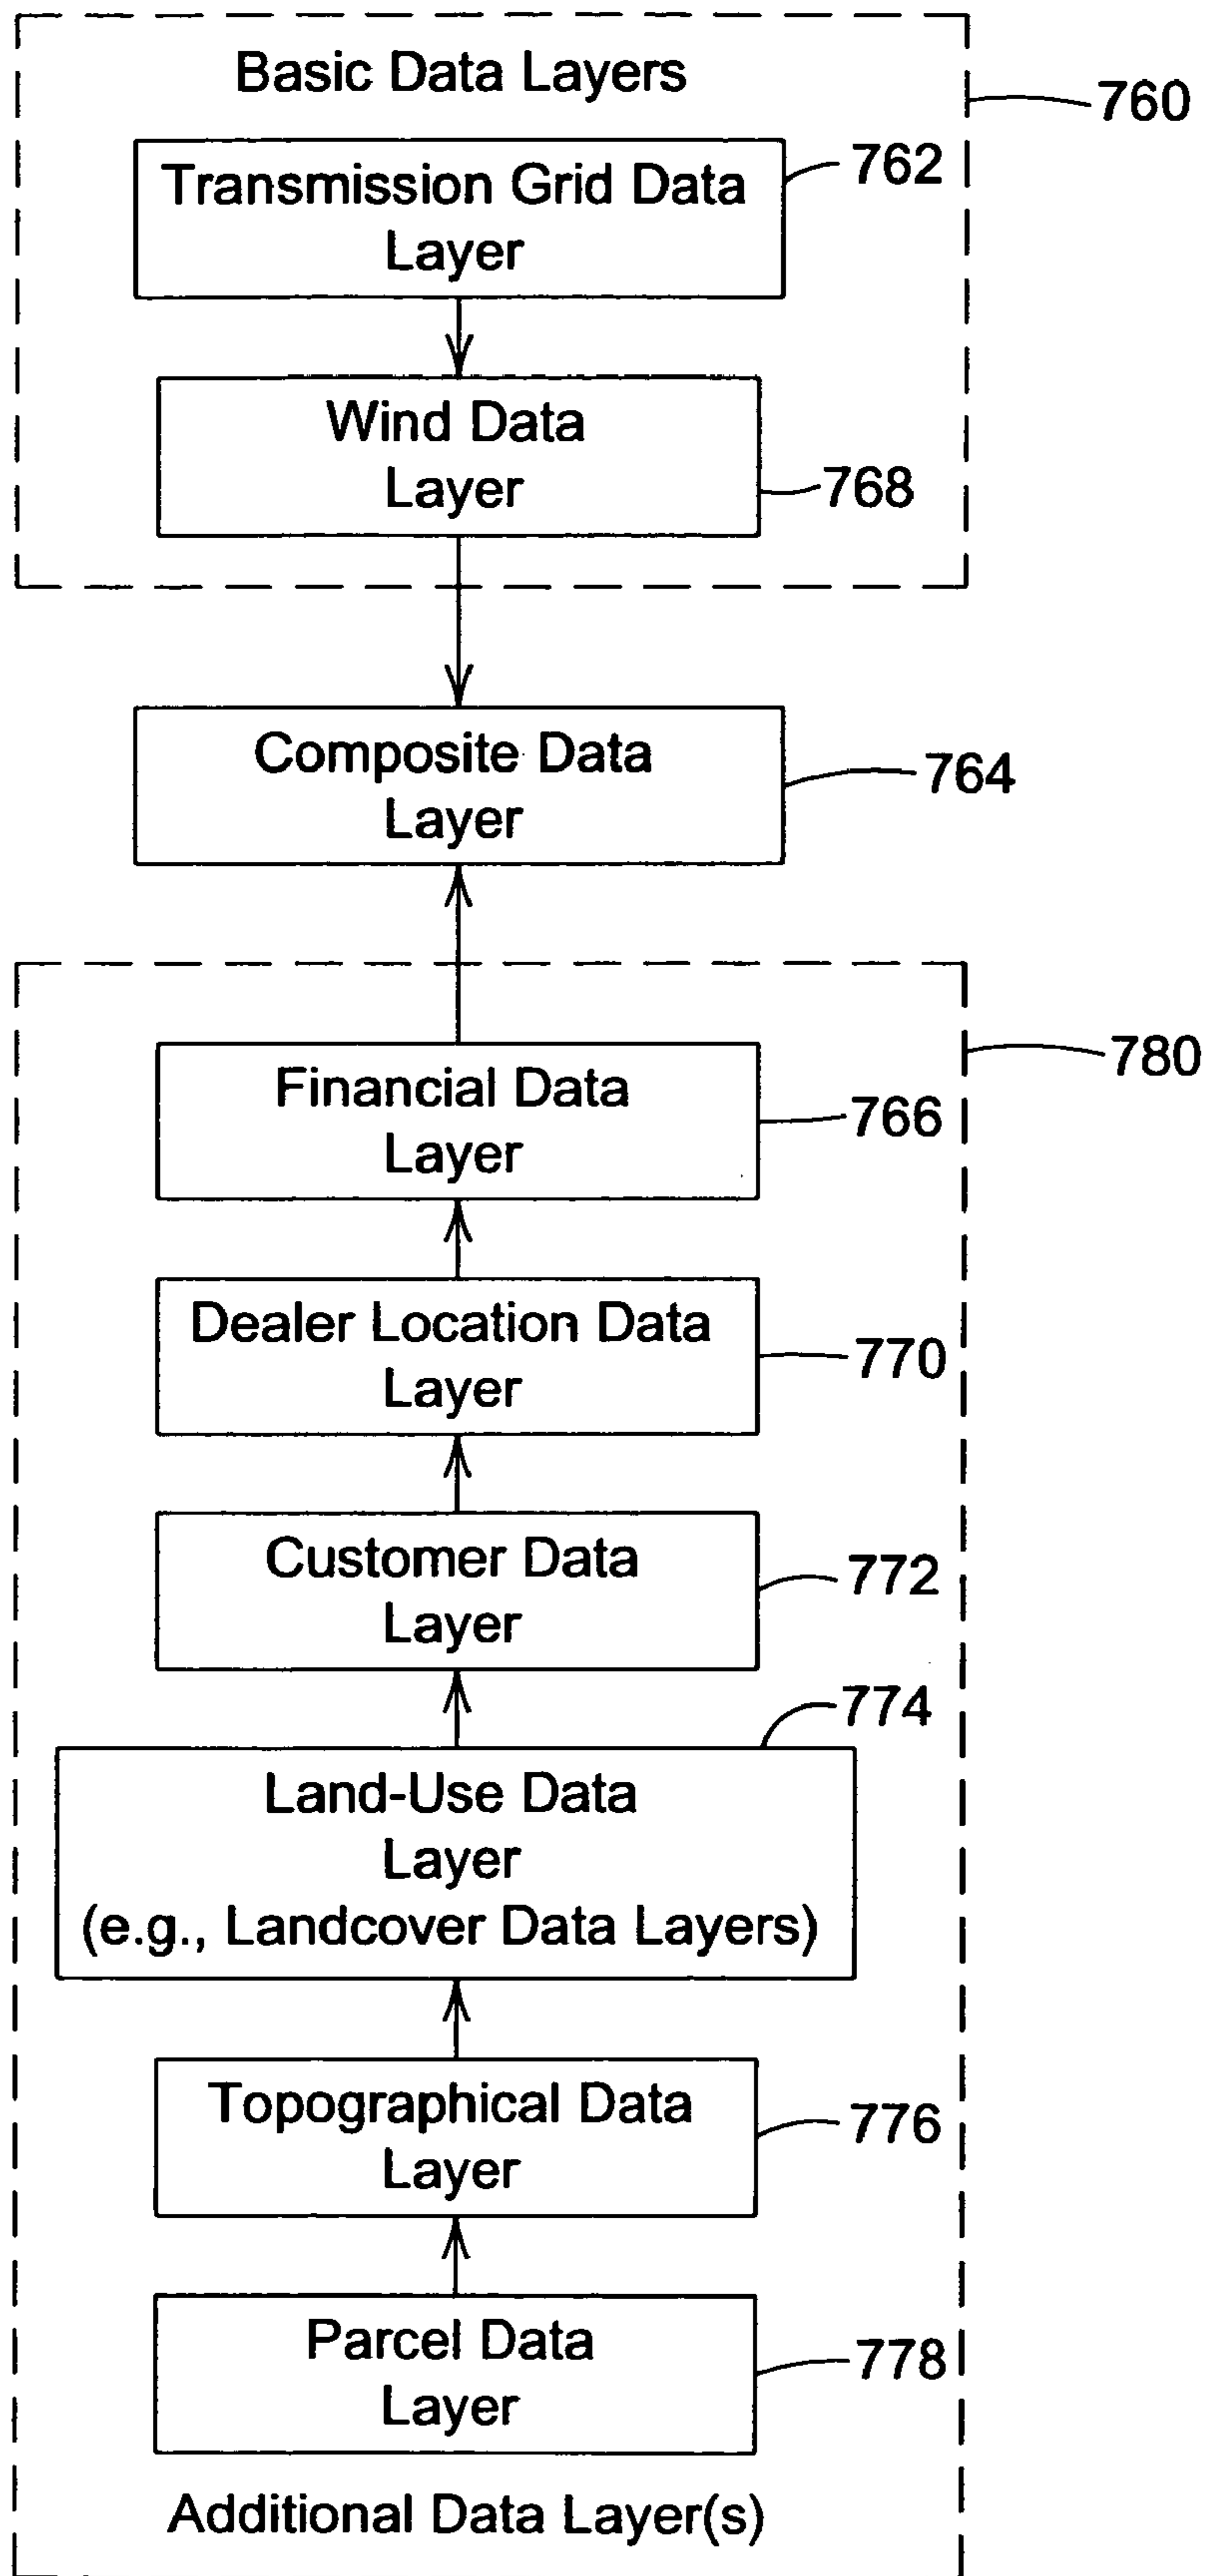 Basic Data Layers
760
Transmission Grid Data
Layer
762
Wind Data
Layer
768
Composite Data
Layer
764
780
Financial Data
Layer
766
Dealer Location Data
Layer
770
Customer Data
Layer
772
774
Land-Use Data
Layer
(e.g., Landcover Data Layers)
Topographical Data
Layer
776
Parcel Data
Layer
778
Additional Data Layer(s)